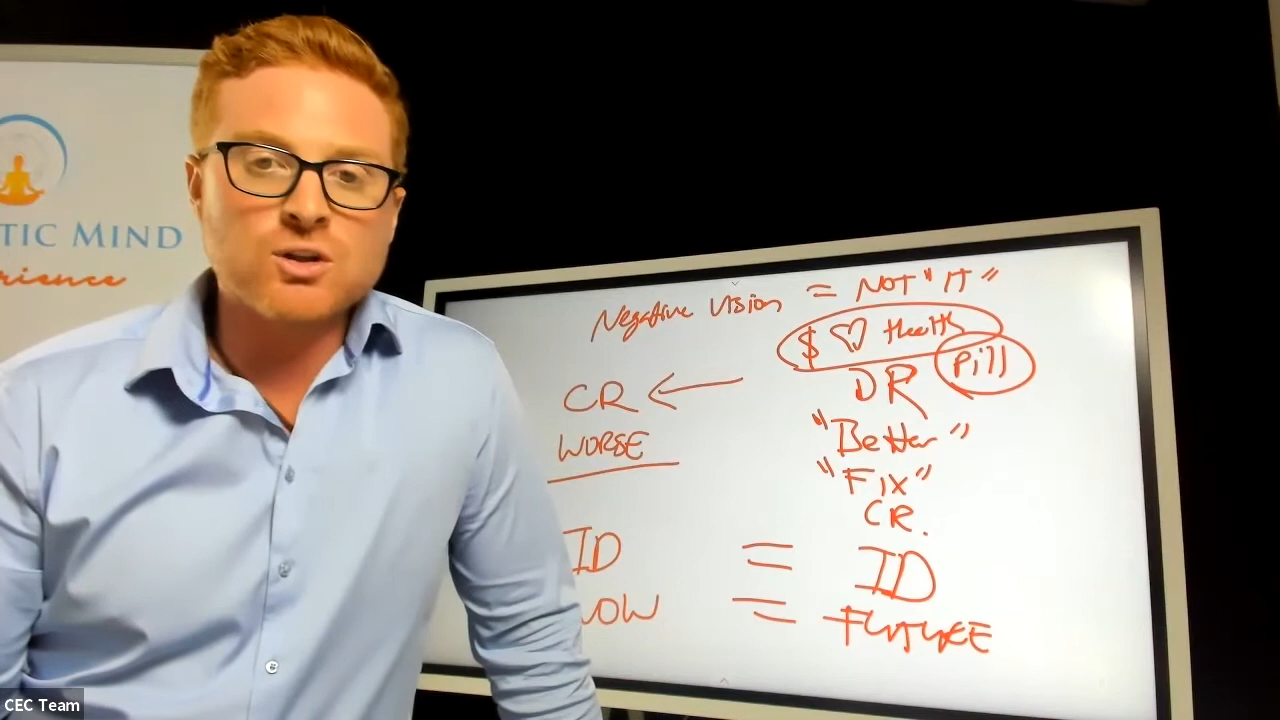 TIC MIND
rience
Negative Vision = NOT "IT"
$ ♡ Health
Pill
CR ← DR
WORSE "Better"
"FIX"
CR.
ID = ID
NOW = FUTURE
CEC Team